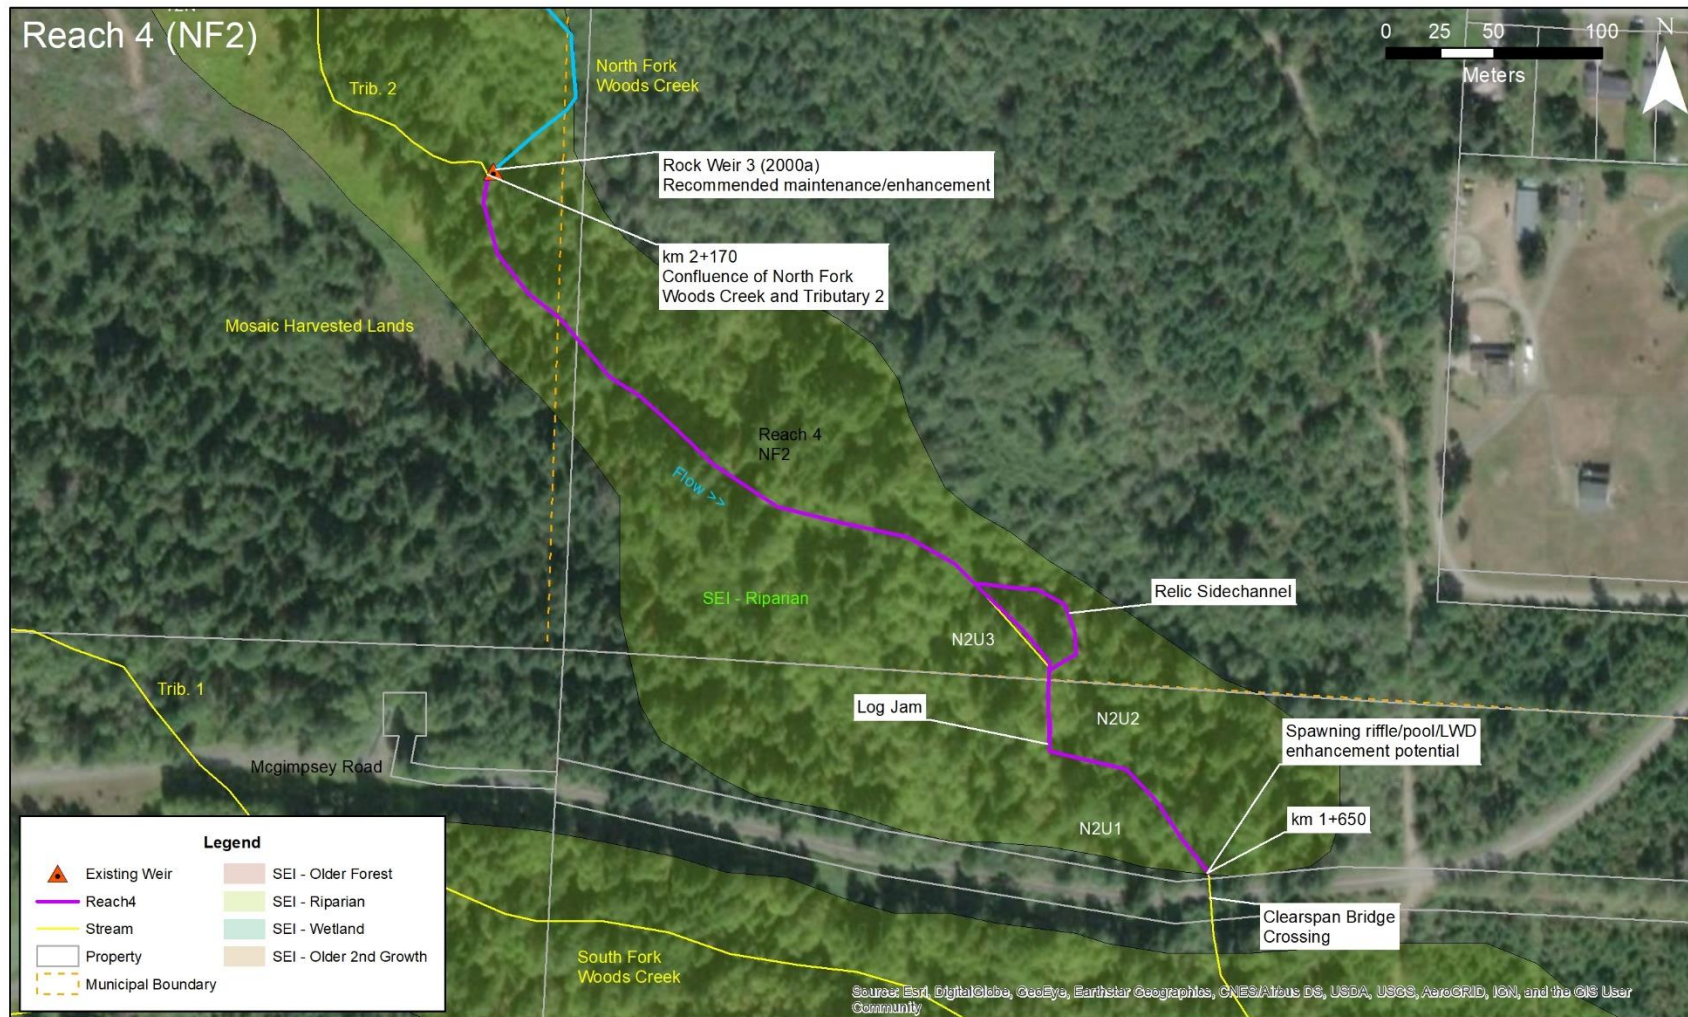 Reach 4 (NF2)
0 25 50 100
Meters
N
Trib. 2
North Fork
Woods Creek
Rock Weir 3 (2000a)
Recommended maintenance/enhancement
km 2+170
Confluence of North Fork
Woods Creek and Tributary 2
Mosaic Harvested Lands
Reach 4
NF2
Flow >>
SEI - Riparian
Relic Sidechannel
N2U3
Trib. 1
Log Jam
N2U2
Spawning riffle/pool/LWD
enhancement potential
Mcgimpsey Road
N2U1
km 1+650
Clearspan Bridge
Crossing
South Fork
Woods Creek
Legend
Existing Weir
Reach4
Stream
Property
Municipal Boundary
SEI - Older Forest
SEI - Riparian
SEI - Wetland
SEI - Older 2nd Growth
Source: Esri, DigitalGlobe, GeoEye, Earthstar Geographics, CNES/Airbus DS, USDA, USGS, AeroGRID, IGN, and the GIS User
Community